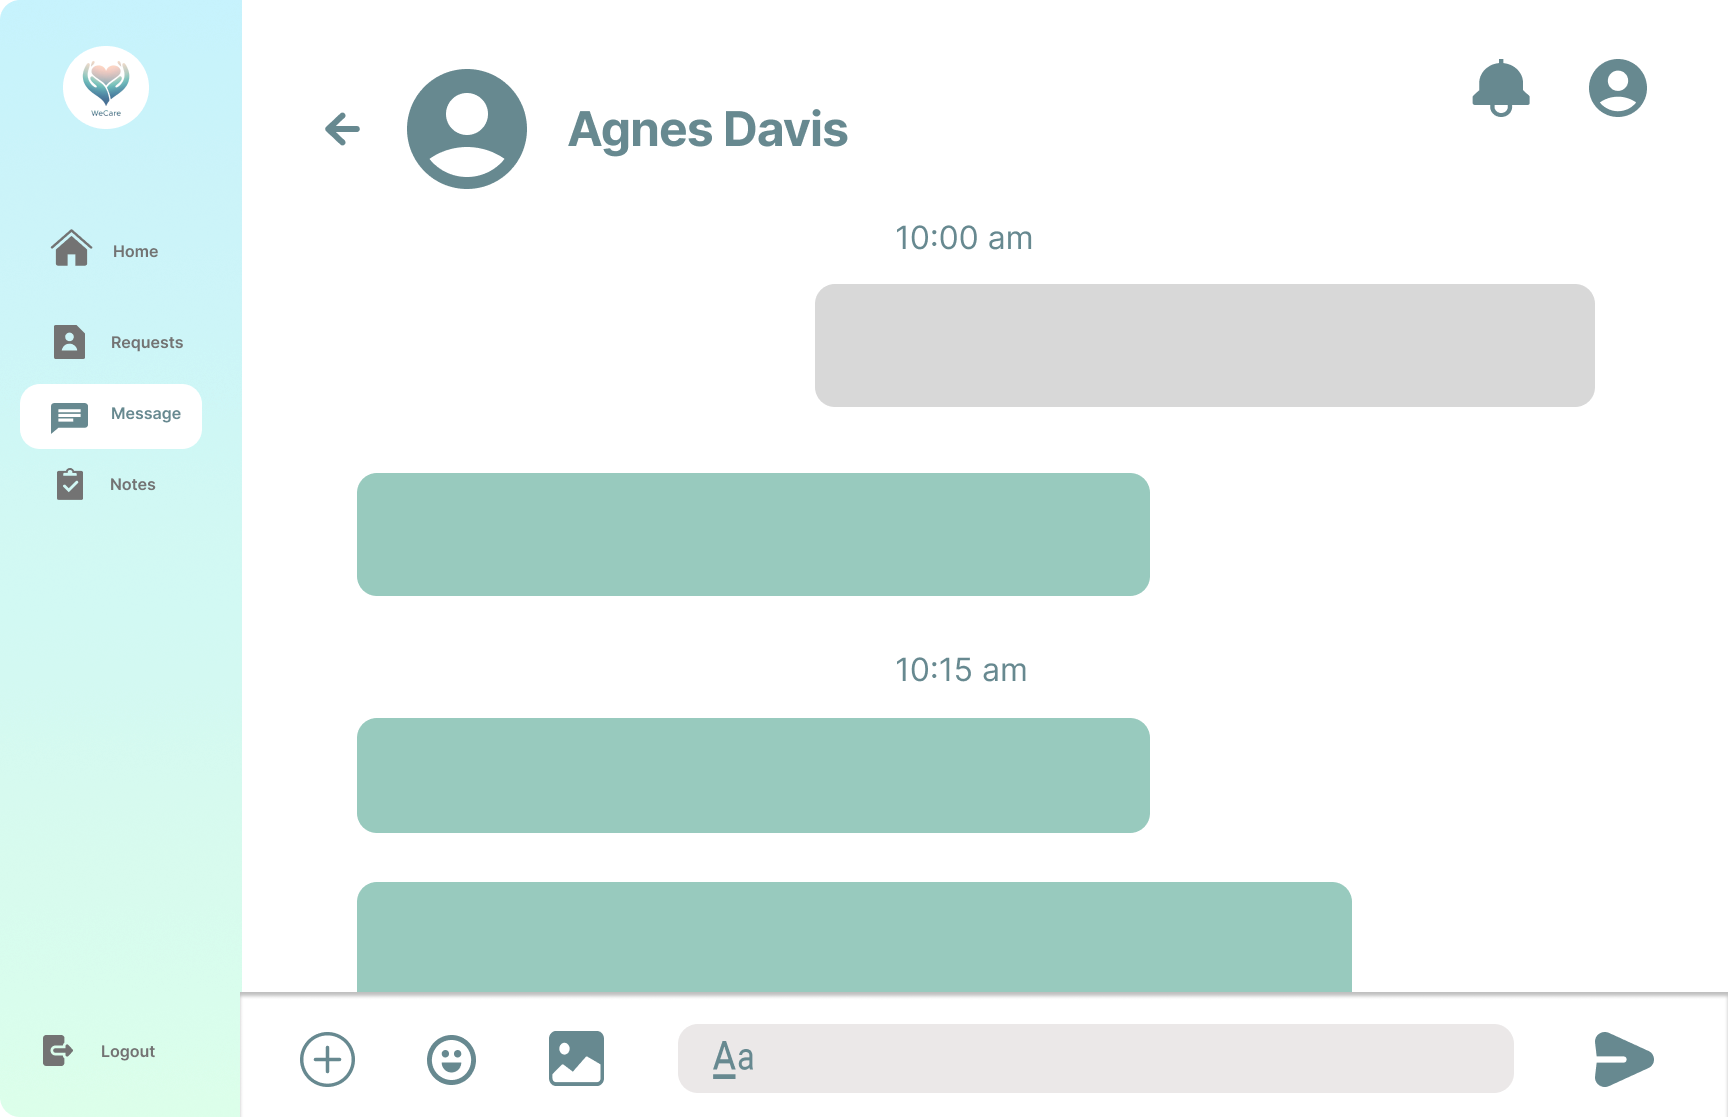 WeCare
Home
Requests
Message
Notes
Logout
Agnes Davis
10:00 am
10:15 am
Aa